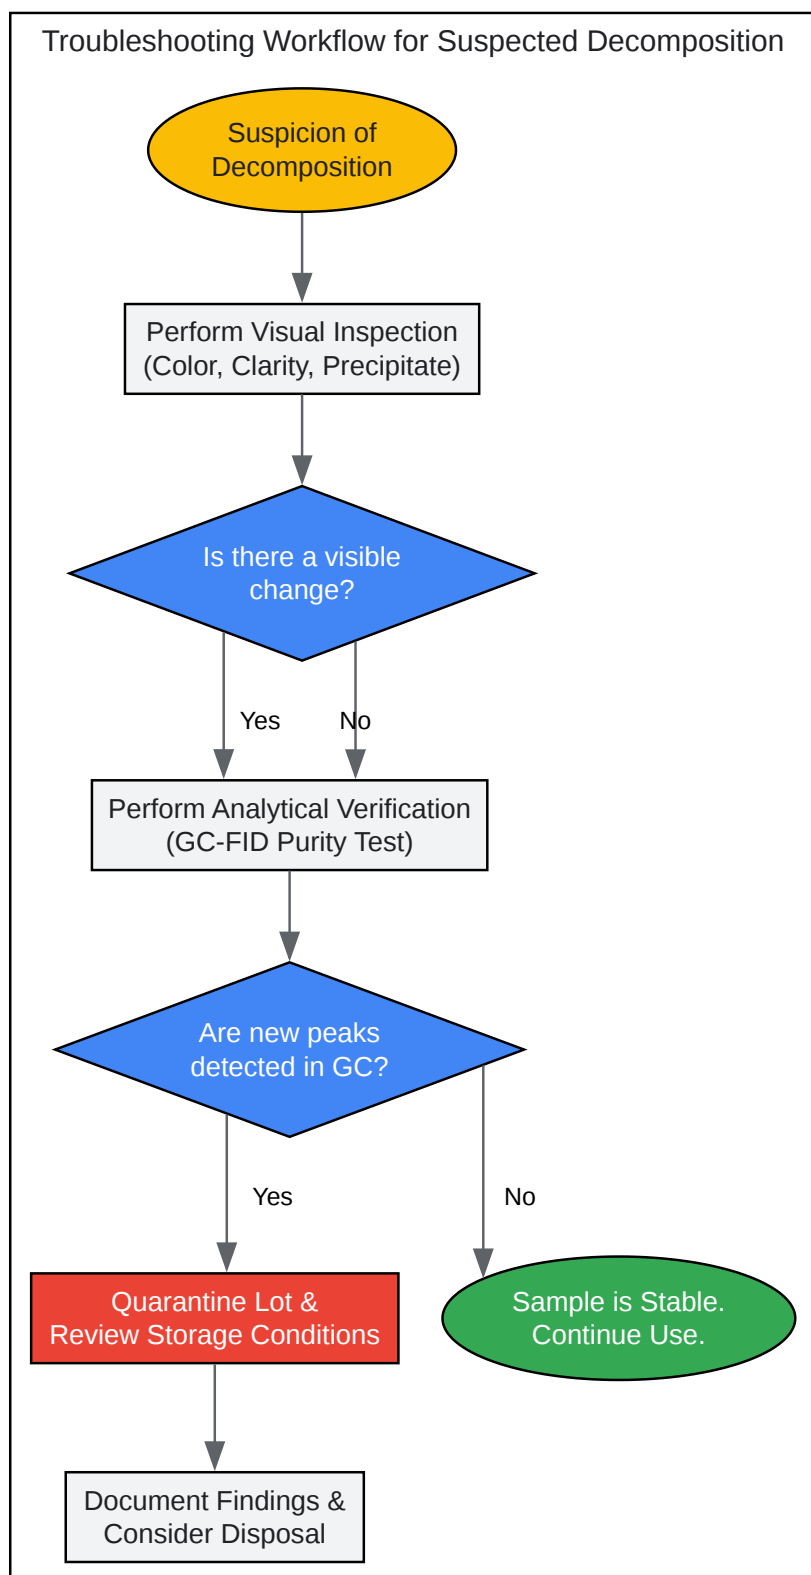 Troubleshooting Workflow for Suspected Decomposition
Suspicion of
Decomposition
Perform Visual Inspection
(Color, Clarity, Precipitate)
Is there a visible
change?
Yes
No
Perform Analytical Verification
(GC-FID Purity Test)
Are new peaks
detected in GC?
Yes
No
Quarantine Lot &
Review Storage Conditions
Sample is Stable.
Continue Use.
Document Findings &
Consider Disposal